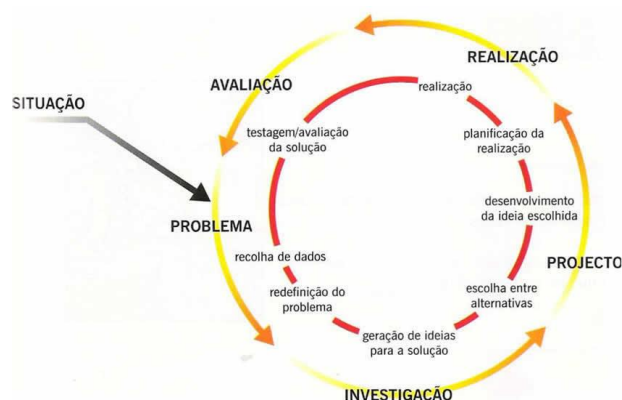 REALIZAÇÃO
AVALIAÇÃO
realização
SITUAÇÃO
testagem/avaliação
da solução
planificação da
realização
desenvolvimento
da ideia escolhida
PROBLEMA
recolha de dados
PROJECTO
redefinição do
problema
escolha entre
alternativas
geração de ideias
para a solução
INVESTIGAÇÃO